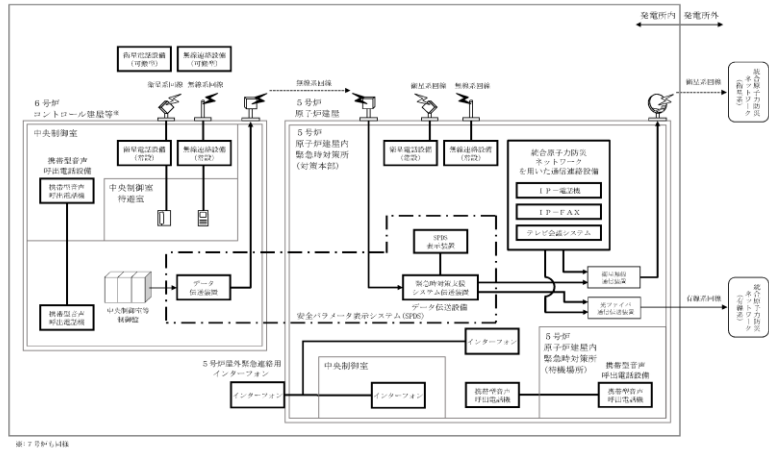 発電所内
発電所外
衛星電話設備
(可搬型)
無線連絡設備
(可搬型)
衛星系回線
無線系回線
無線系回線
衛星系回線
無線系回線
衛星系回線
統合原子力防災
ネットワーク
(衛星系)
6号炉
コントロール建屋等※
中央制御室
携帯型音声
呼出電話設備
携帯型音声
呼出電話機
携帯型音声
呼出電話機
衛星電話設備
(常設)
無線連絡設備
(常設)
中央制御室
待避室
中央制御室等
制御盤
データ
伝送装置
5号炉
原子炉建屋
5号炉
原子炉建屋内
緊急時対策所
(対策本部)
衛星電話設備
(常設)
無線連絡設備
(常設)
統合原子力防災
ネットワーク
を用いた通信連絡設備
IP-電話機
IP-FAX
テレビ会議システム
SPDS
表示装置
緊急時対策支援
システム伝送装置
データ伝送設備
安全パラメータ表示システム(SPDS)
衛星無線
通信装置
光ファイバ
通信伝送装置
有線系回線
統合原子力防災
ネットワーク
(有線系)
5号炉屋外緊急連絡用
インターフォン
インターフォン
中央制御室
インターフォン
インターフォン
5号炉
原子炉建屋内
緊急時対策所
(待機場所)
携帯型音声
呼出電話設備
携帯型音声
呼出電話機
携帯型音声
呼出電話機
※:7号炉も同様